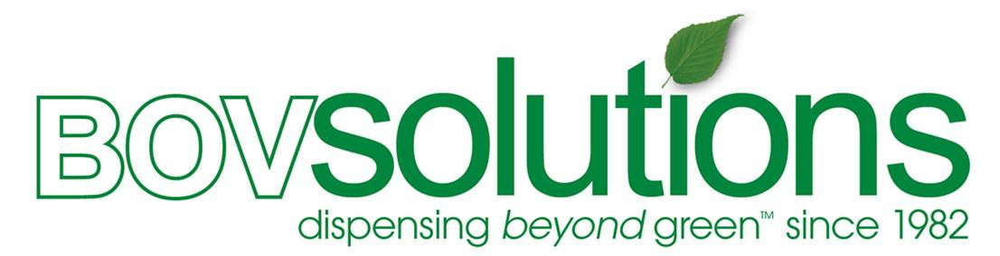 BOVsolutions
dispensing beyond green™ since 1982